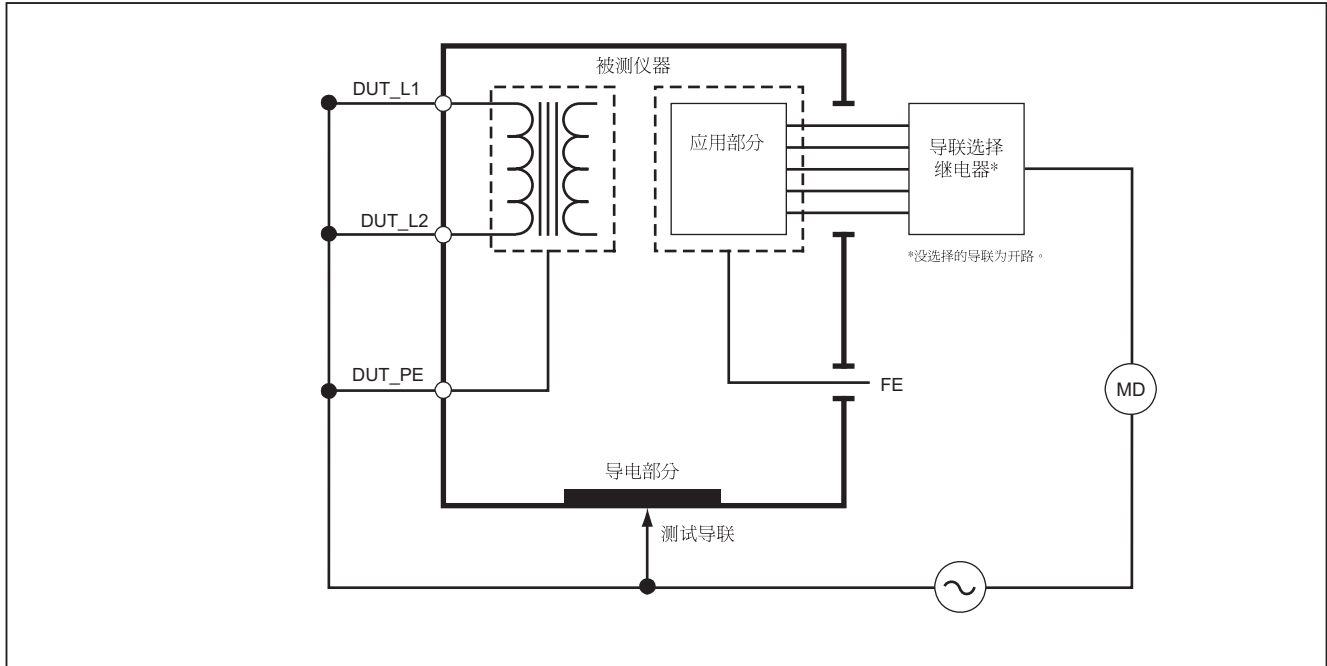 被测仪器
DUT_L1
应用部分
导联选择
继电器*
DUT_L2
*没选择的导联为开路。
DUT_PE
FE
MD
导电部分
测试导联